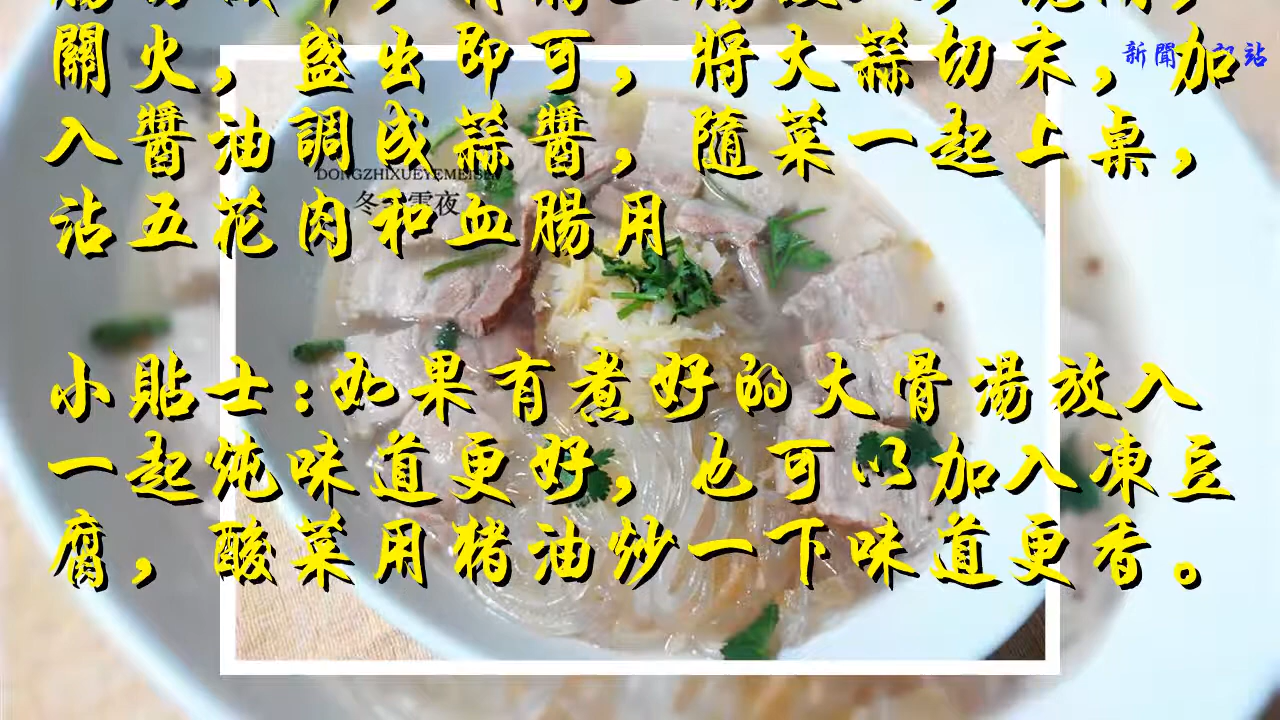 關火，盛出即可，將大蒜切末，加
新聞 站
入醬油調成蒜醬，隨菜一起上桌，
DONGZHIXUEYEMEISHI
冬 雪夜
沾五花肉和血腸用
小貼士:如果有煮好的大骨湯放入
一起炖味道更好，也可以加入凍豆
腐，酸菜用猪油炒一下味道更香。